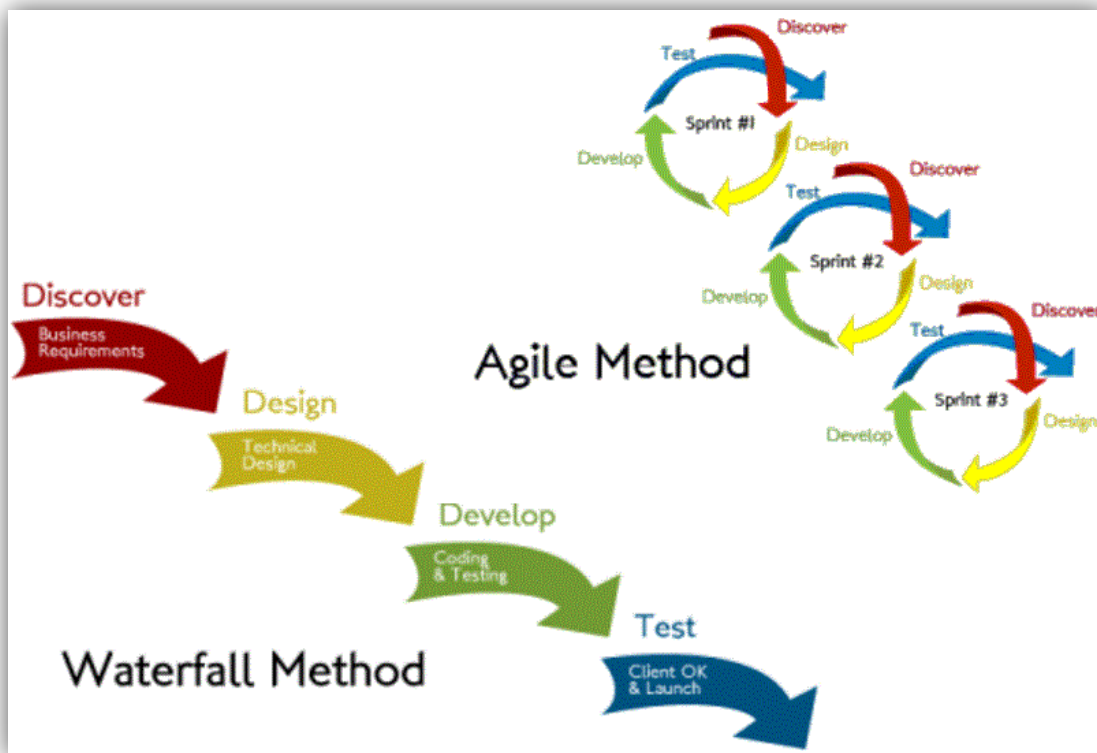 Discover
Test
Sprint #1
Design
Develop
Discover
Test
Sprint #2
Design
Develop
Discover
Test
Sprint #3
Design
Develop
Agile Method
Discover
Business
Requirements
Design
Technical
Design
Develop
Coding
& Testing
Test
Client OK
& Launch
Waterfall Method